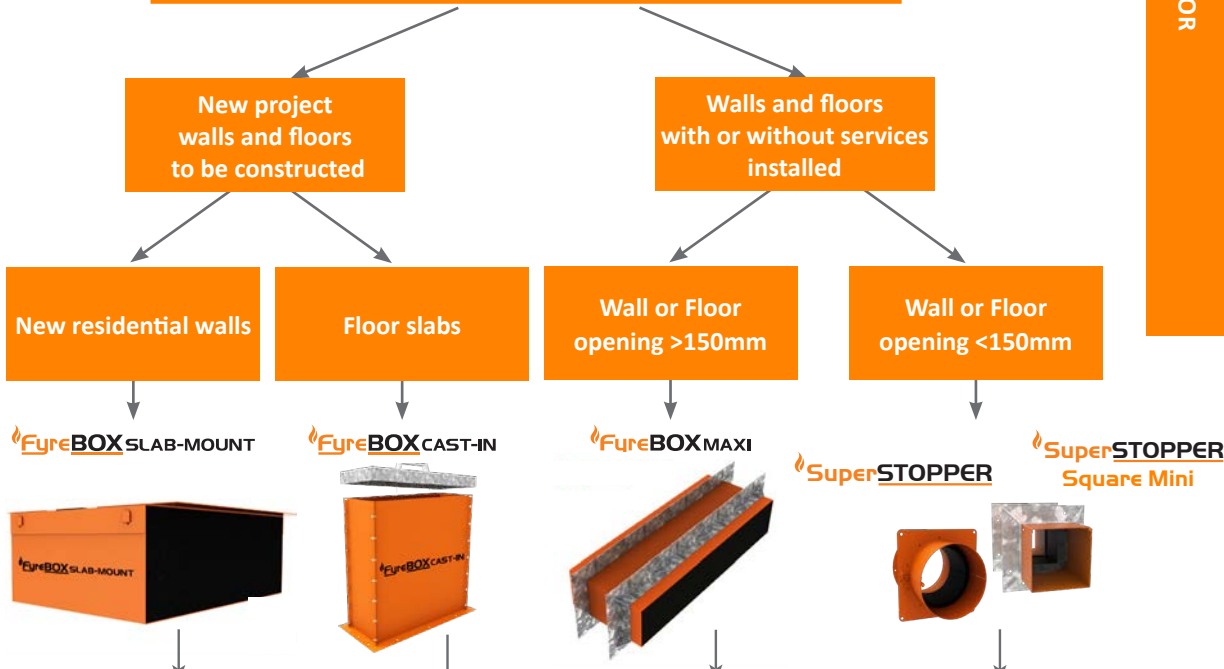 OR
New project
walls and floors
to be constructed
Walls and floors
with or without services
installed
New residential walls
Floor slabs
Wall or Floor
opening >150mm
Wall or Floor
opening <150mm
FyreBOX SLAB-MOUNT
FyreBOX CAST-IN
FyreBOX MAXI
SuperSTOPPER
SuperSTOPPER
Square Mini
FyreBOX SLAB-MOUNT
FyreBOX CAST-IN